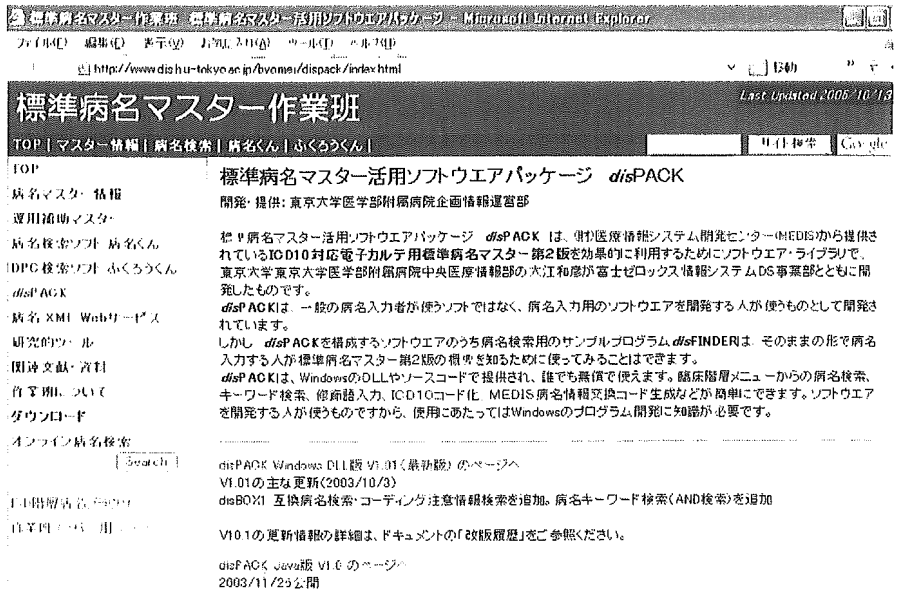 標準病名マスター作業班 標準病名マスター活用ソフトウエアパッケージ - Microsoft Internet Explorer
ファイル(F) 編集(E) 表示(V) お気に入り(A) ツール(T) ヘルプ(H)
http://www.dis.h.u-tokyo.ac.jp/byomei/dispack/index.html 移動
標準病名マスター作業班
Last Updated 2005/10/13
TOP | マスター情報 | 病名検索 | 病名くん | ふくろうくん |
サイト検索 Google
TOP
病名マスター情報
運用補助マスター
病名検索ソフト 病名くん
DPC検索ソフト ふくろうくん
disPACK
病名 XML Webサービス
研究的ツール
関連文献・資料
作業班について
ダウンロード
オンライン病名検索
Search
標準病名マスター活用ソフトウエアパッケージ disPACK
開発・提供: 東京大学医学部附属病院企画情報運営部
標準病名マスター活用ソフトウエアパッケージ disPACK は、(財)医療情報システム開発センター(MEDIS)から提供さ
れているICD10対応電子カルテ用標準病名マスター第2版を効果的に利用するためにソフトウエア・ライブラリで、
東京大学東京大学医学部附属病院中央医療情報部の大江和彦が富士ゼロックス情報システムDS事業部とともに開
発したものです。
disPACKは、一般の病名入力者が使うソフトではなく、病名入力用のソフトウエアを開発する人が使うものとして開発さ
れています。
しかし、disPACKを構成するソフトウエアのうち病名検索用のサンプルプログラムdisFINDERは、そのままの形で病名
入力する人が標準病名マスター第2版の概要を知るために使ってみることはできます。
disPACKは、WindowsのDLLやソースコードで提供され、誰でも無償で使えます。臨床階層メニューからの病名検索、
キーワード検索、修飾語入力、ICD10コード化、MEDIS病名情報交換コード生成などが簡単にできます。ソフトウエア
を開発する人が使うものですから、使用にあたってはWindowsのプログラム開発に知識が必要です。
disPACK Windows DLL版 V1.01(最新版) のページへ
V1.01の主な更新(2003/10/3)
disBOX1 互換病名検索・コーディング注意情報検索を追加。病名キーワード検索(AND検索)を追加
V10.1の更新情報の詳細は、ドキュメントの「改版履歴」をご参照ください。
disPACK Java版 V1.0 のページへ
2003/11/25公開